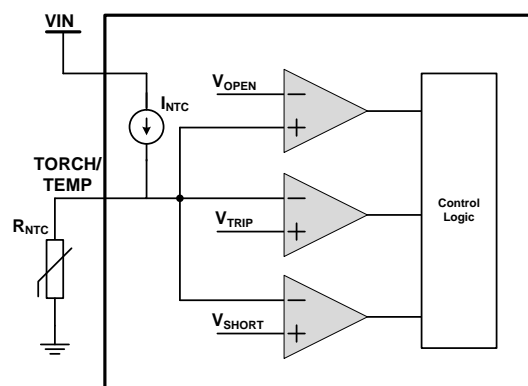 VIN
I_NTC
V_OPEN
−
+
TORCH/
TEMP
−
V_TRIP
+
Control
Logic
R_NTC
−
V_SHORT
+